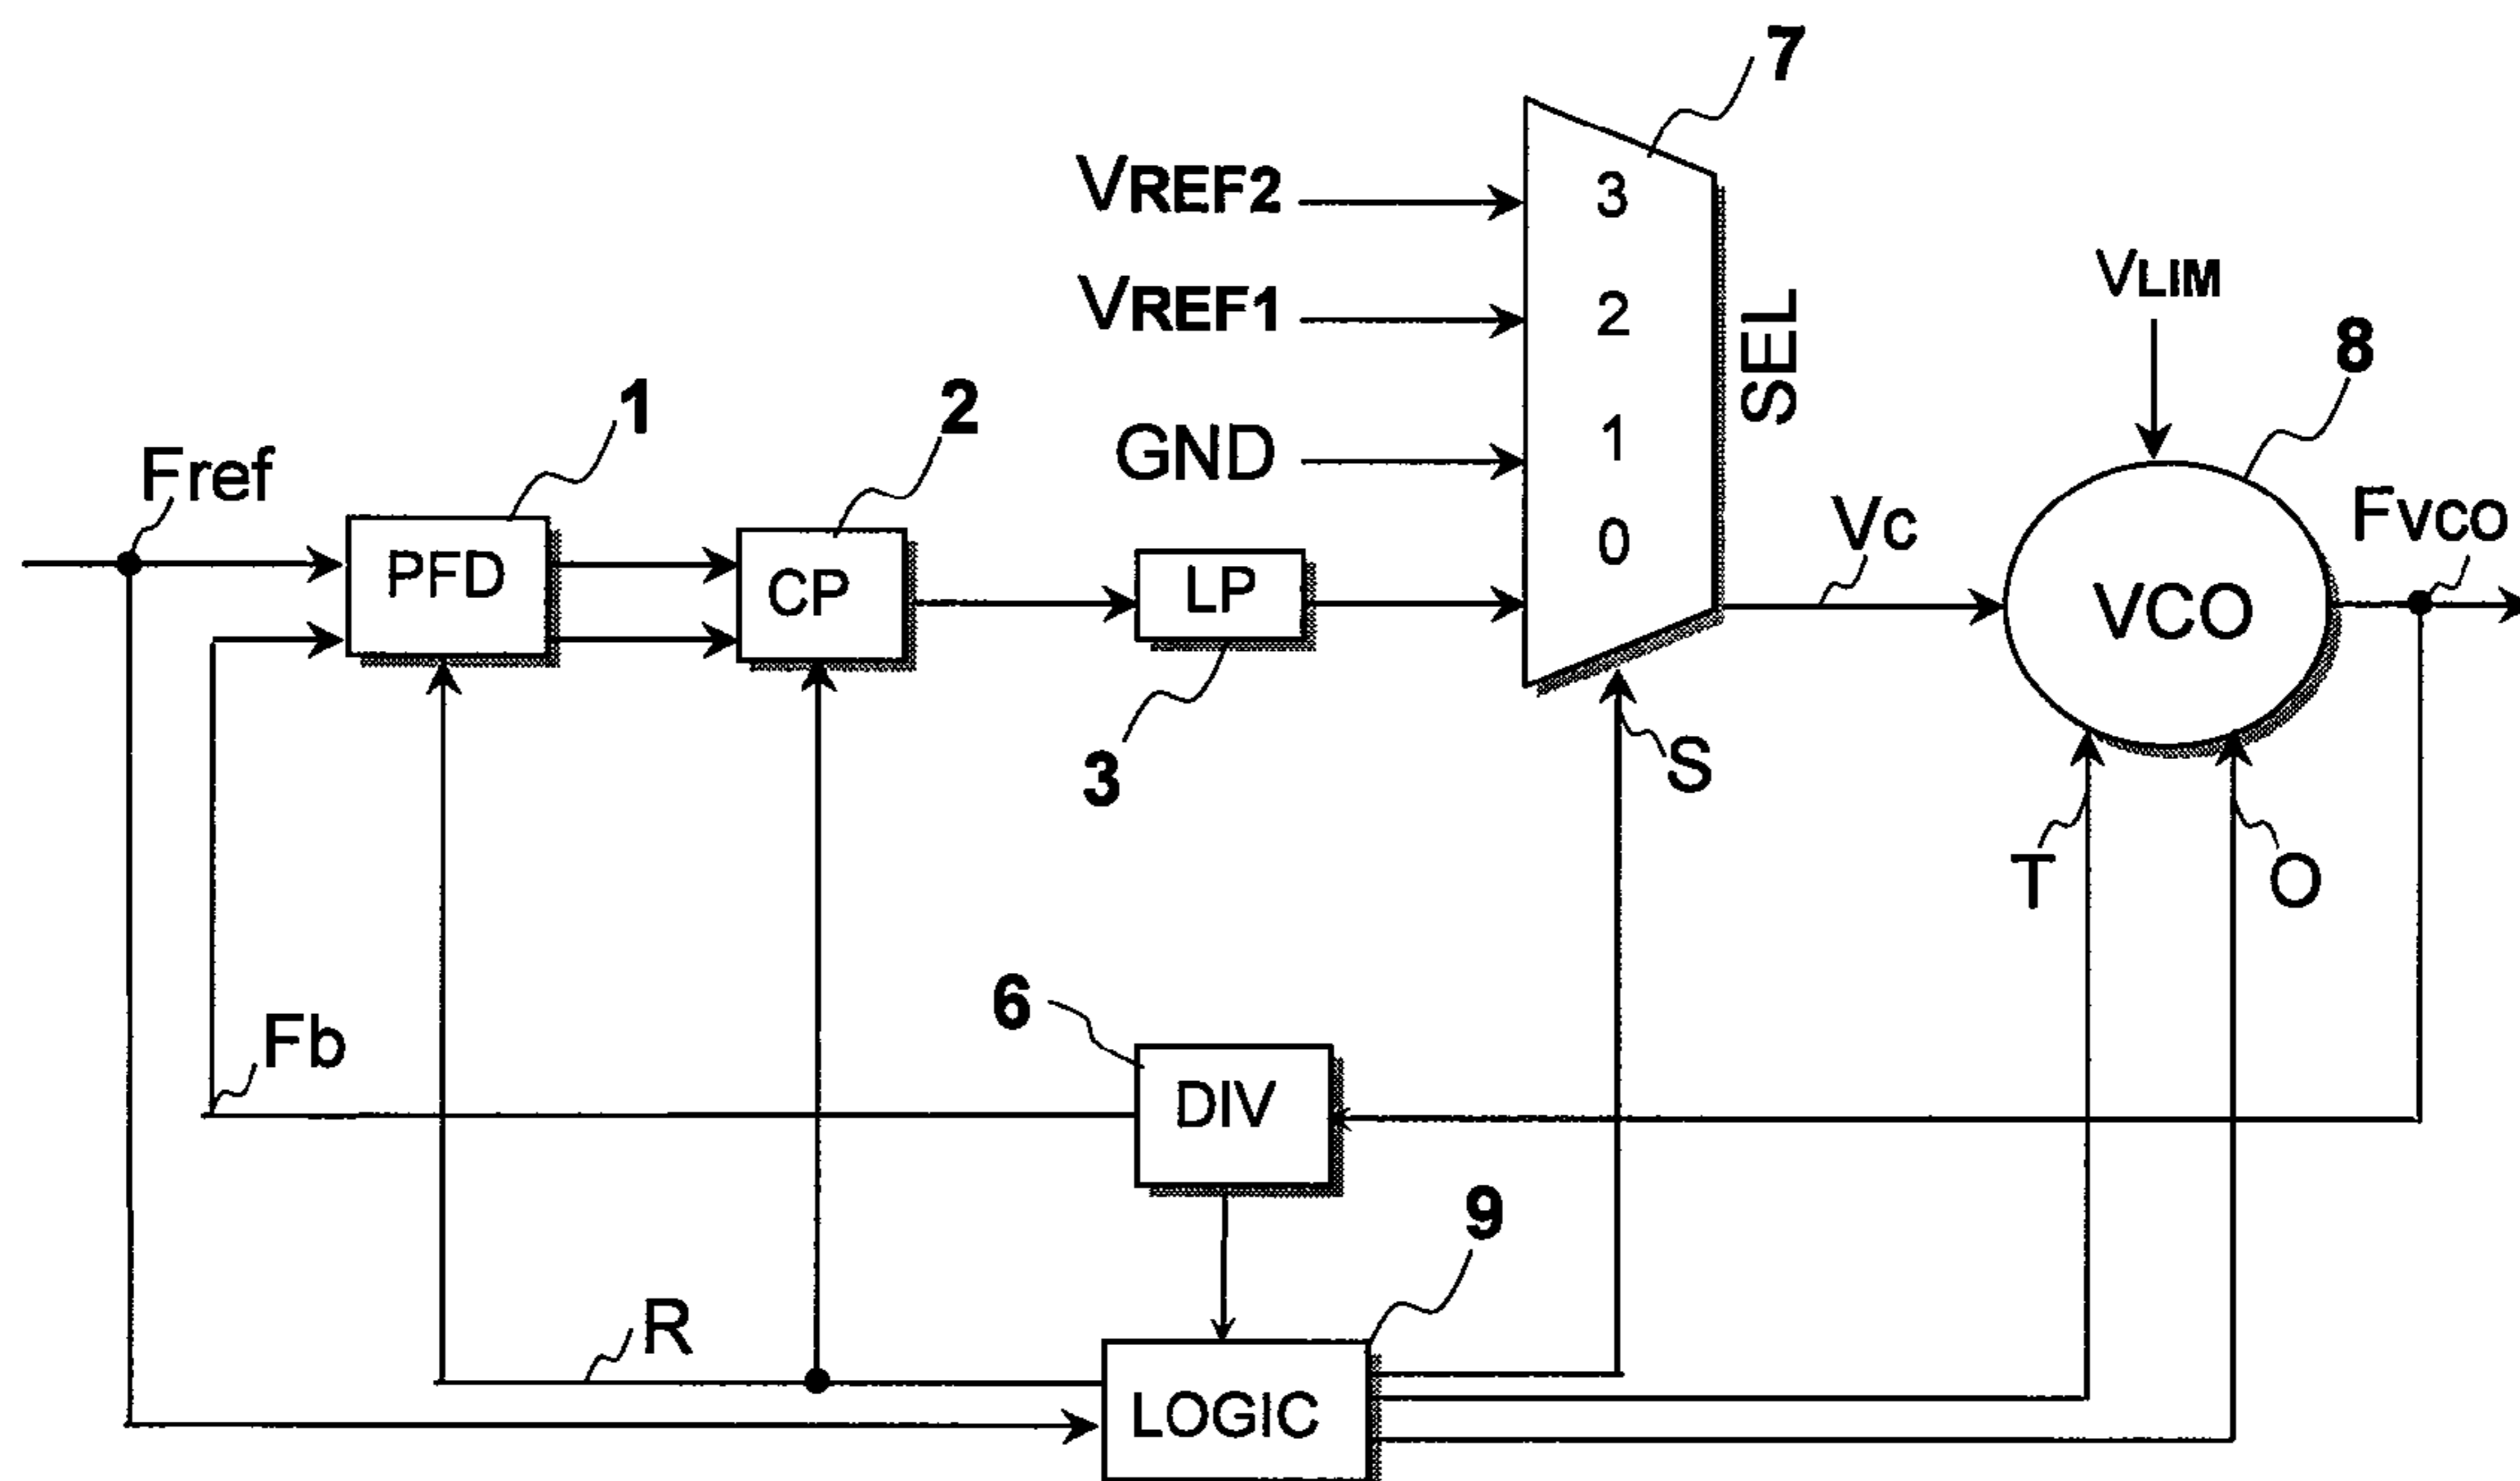 7
VREF2
3
VREF1
2
SEL
VLIM
8
1
2
GND
1
Fref
PFD
CP
LP
0
Vc
VCO
FVCO
3
S
T
O
6
Fb
DIV
9
R
LOGIC